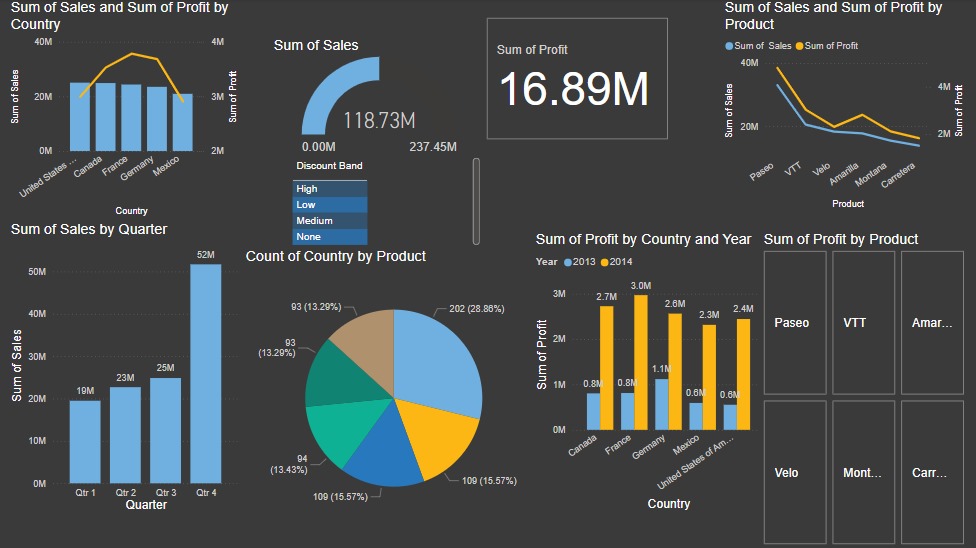 Sum of Sales and Sum of Profit by
Country
40M
20M
0M
4M
3M
2M
Sum of Sales
Sum of Profit
United States ...
Canada
France
Germany
Mexico
Country
Sum of Sales
118.73M
0.00M
237.45M
Discount Band
High
Low
Medium
None
Sum of Profit
16.89M
Sum of Sales and Sum of Profit by
Product
Sum of Sales
Sum of Profit
40M
20M
4M
2M
Sum of Sales
Sum of Profit
Paseo
VTT
Velo
Amarilla
Montana
Carretera
Product
Sum of Sales by Quarter
50M
40M
30M
20M
10M
0M
Sum of Sales
19M
23M
25M
52M
Qtr 1
Qtr 2
Qtr 3
Qtr 4
Quarter
Count of Country by Product
202 (28.86%)
109 (15.57%)
109 (15.57%)
94
(13.43%)
93
(13.29%)
93 (13.29%)
Sum of Profit by Country and Year
Year
2013
2014
3M
2M
1M
0M
Sum of Profit
0.8M
2.7M
0.8M
3.0M
1.1M
2.6M
0.6M
2.3M
0.6M
2.4M
Canada
France
Germany
Mexico
United States of Am...
Country
Sum of Profit by Product
Paseo
VTT
Amar...
Velo
Mont...
Carr...